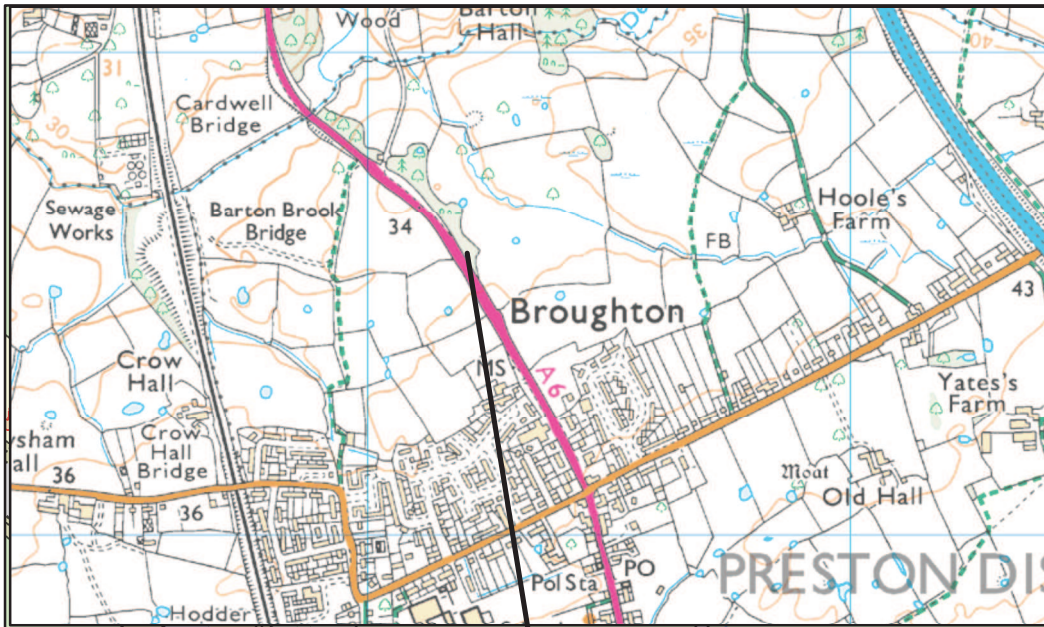 Wood
Barton
Hall
35
40
31
Cardwell
Bridge
30
Sewage
Works
Barton Brook
Bridge
34
Hoole's
Farm
FB
43
Broughton
MS
A6
Crow
Hall
Yates's
Farm
Crow
Hall
Bridge
36
36
Moat
Old Hall
Pol Sta
PO
PRESTON DIS
Hodder